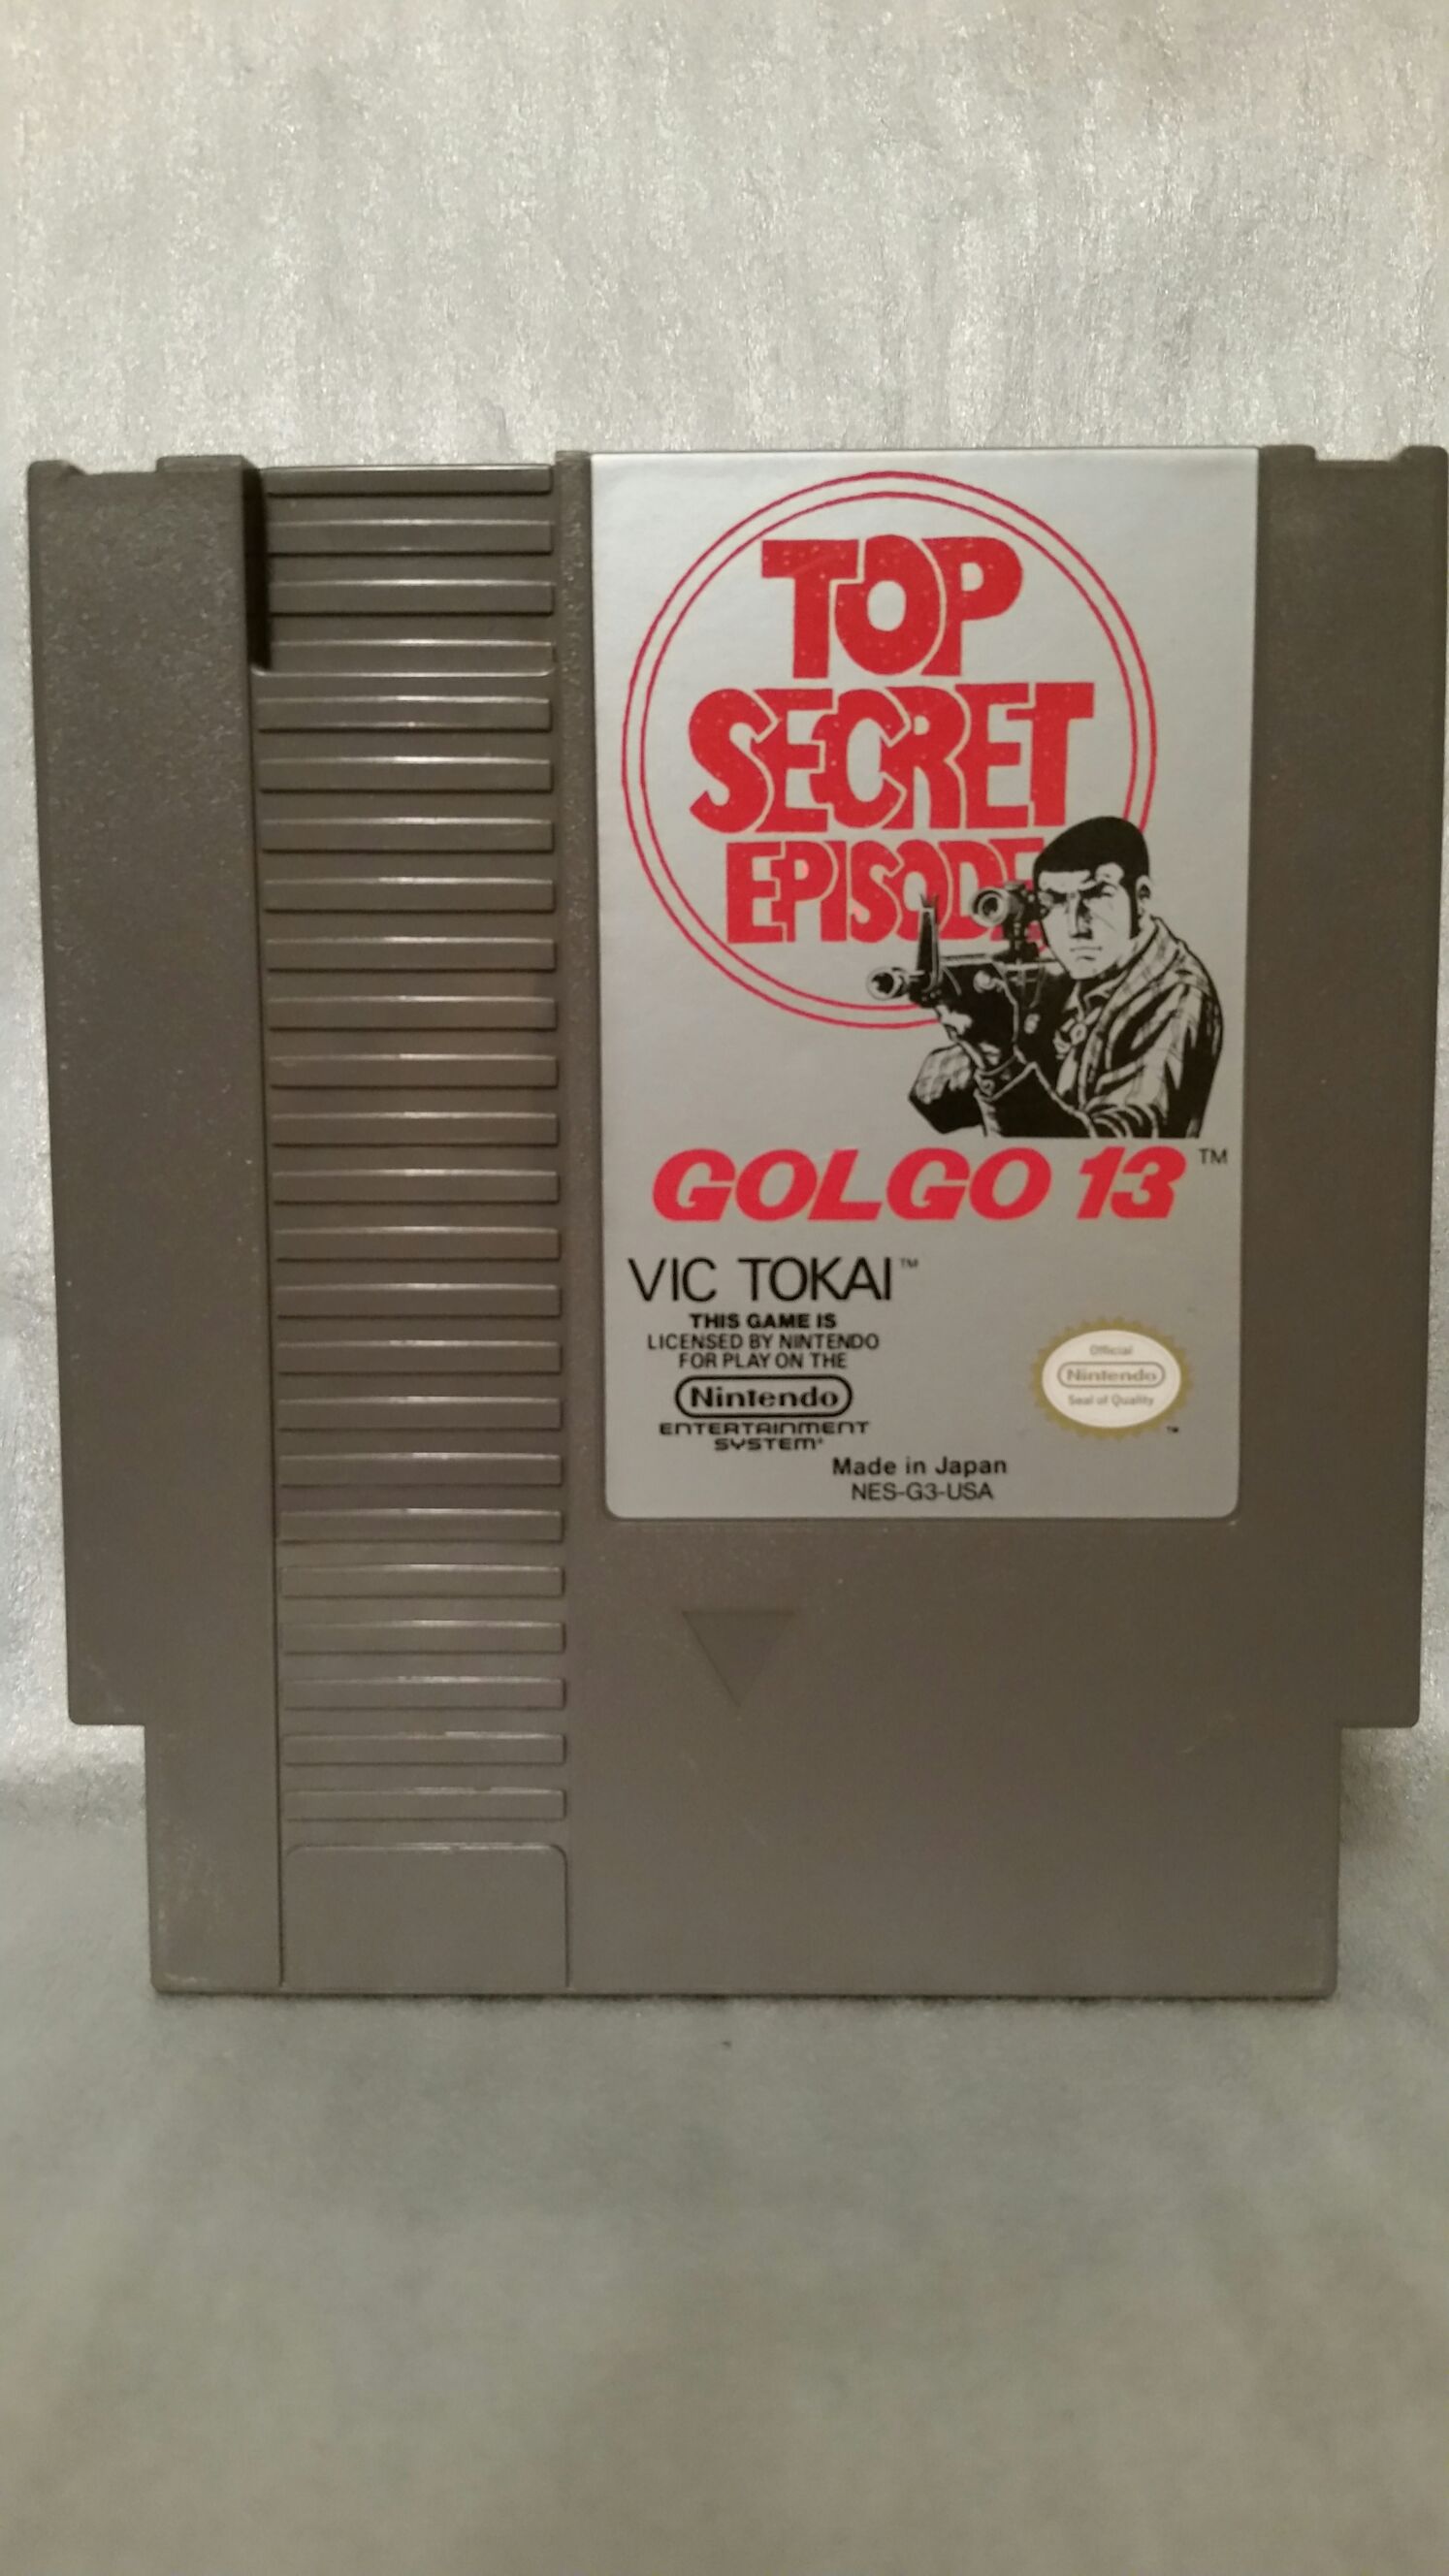 TOP
SECRET
EPISODE
GOLGO 13™
VIC TOKAI™
THIS GAME IS
LICENSED BY NINTENDO
FOR PLAY ON THE
Nintendo
ENTERTAINMENT
SYSTEM®
Official
Nintendo
Seal of Quality
™
Made in Japan
NES-G3-USA